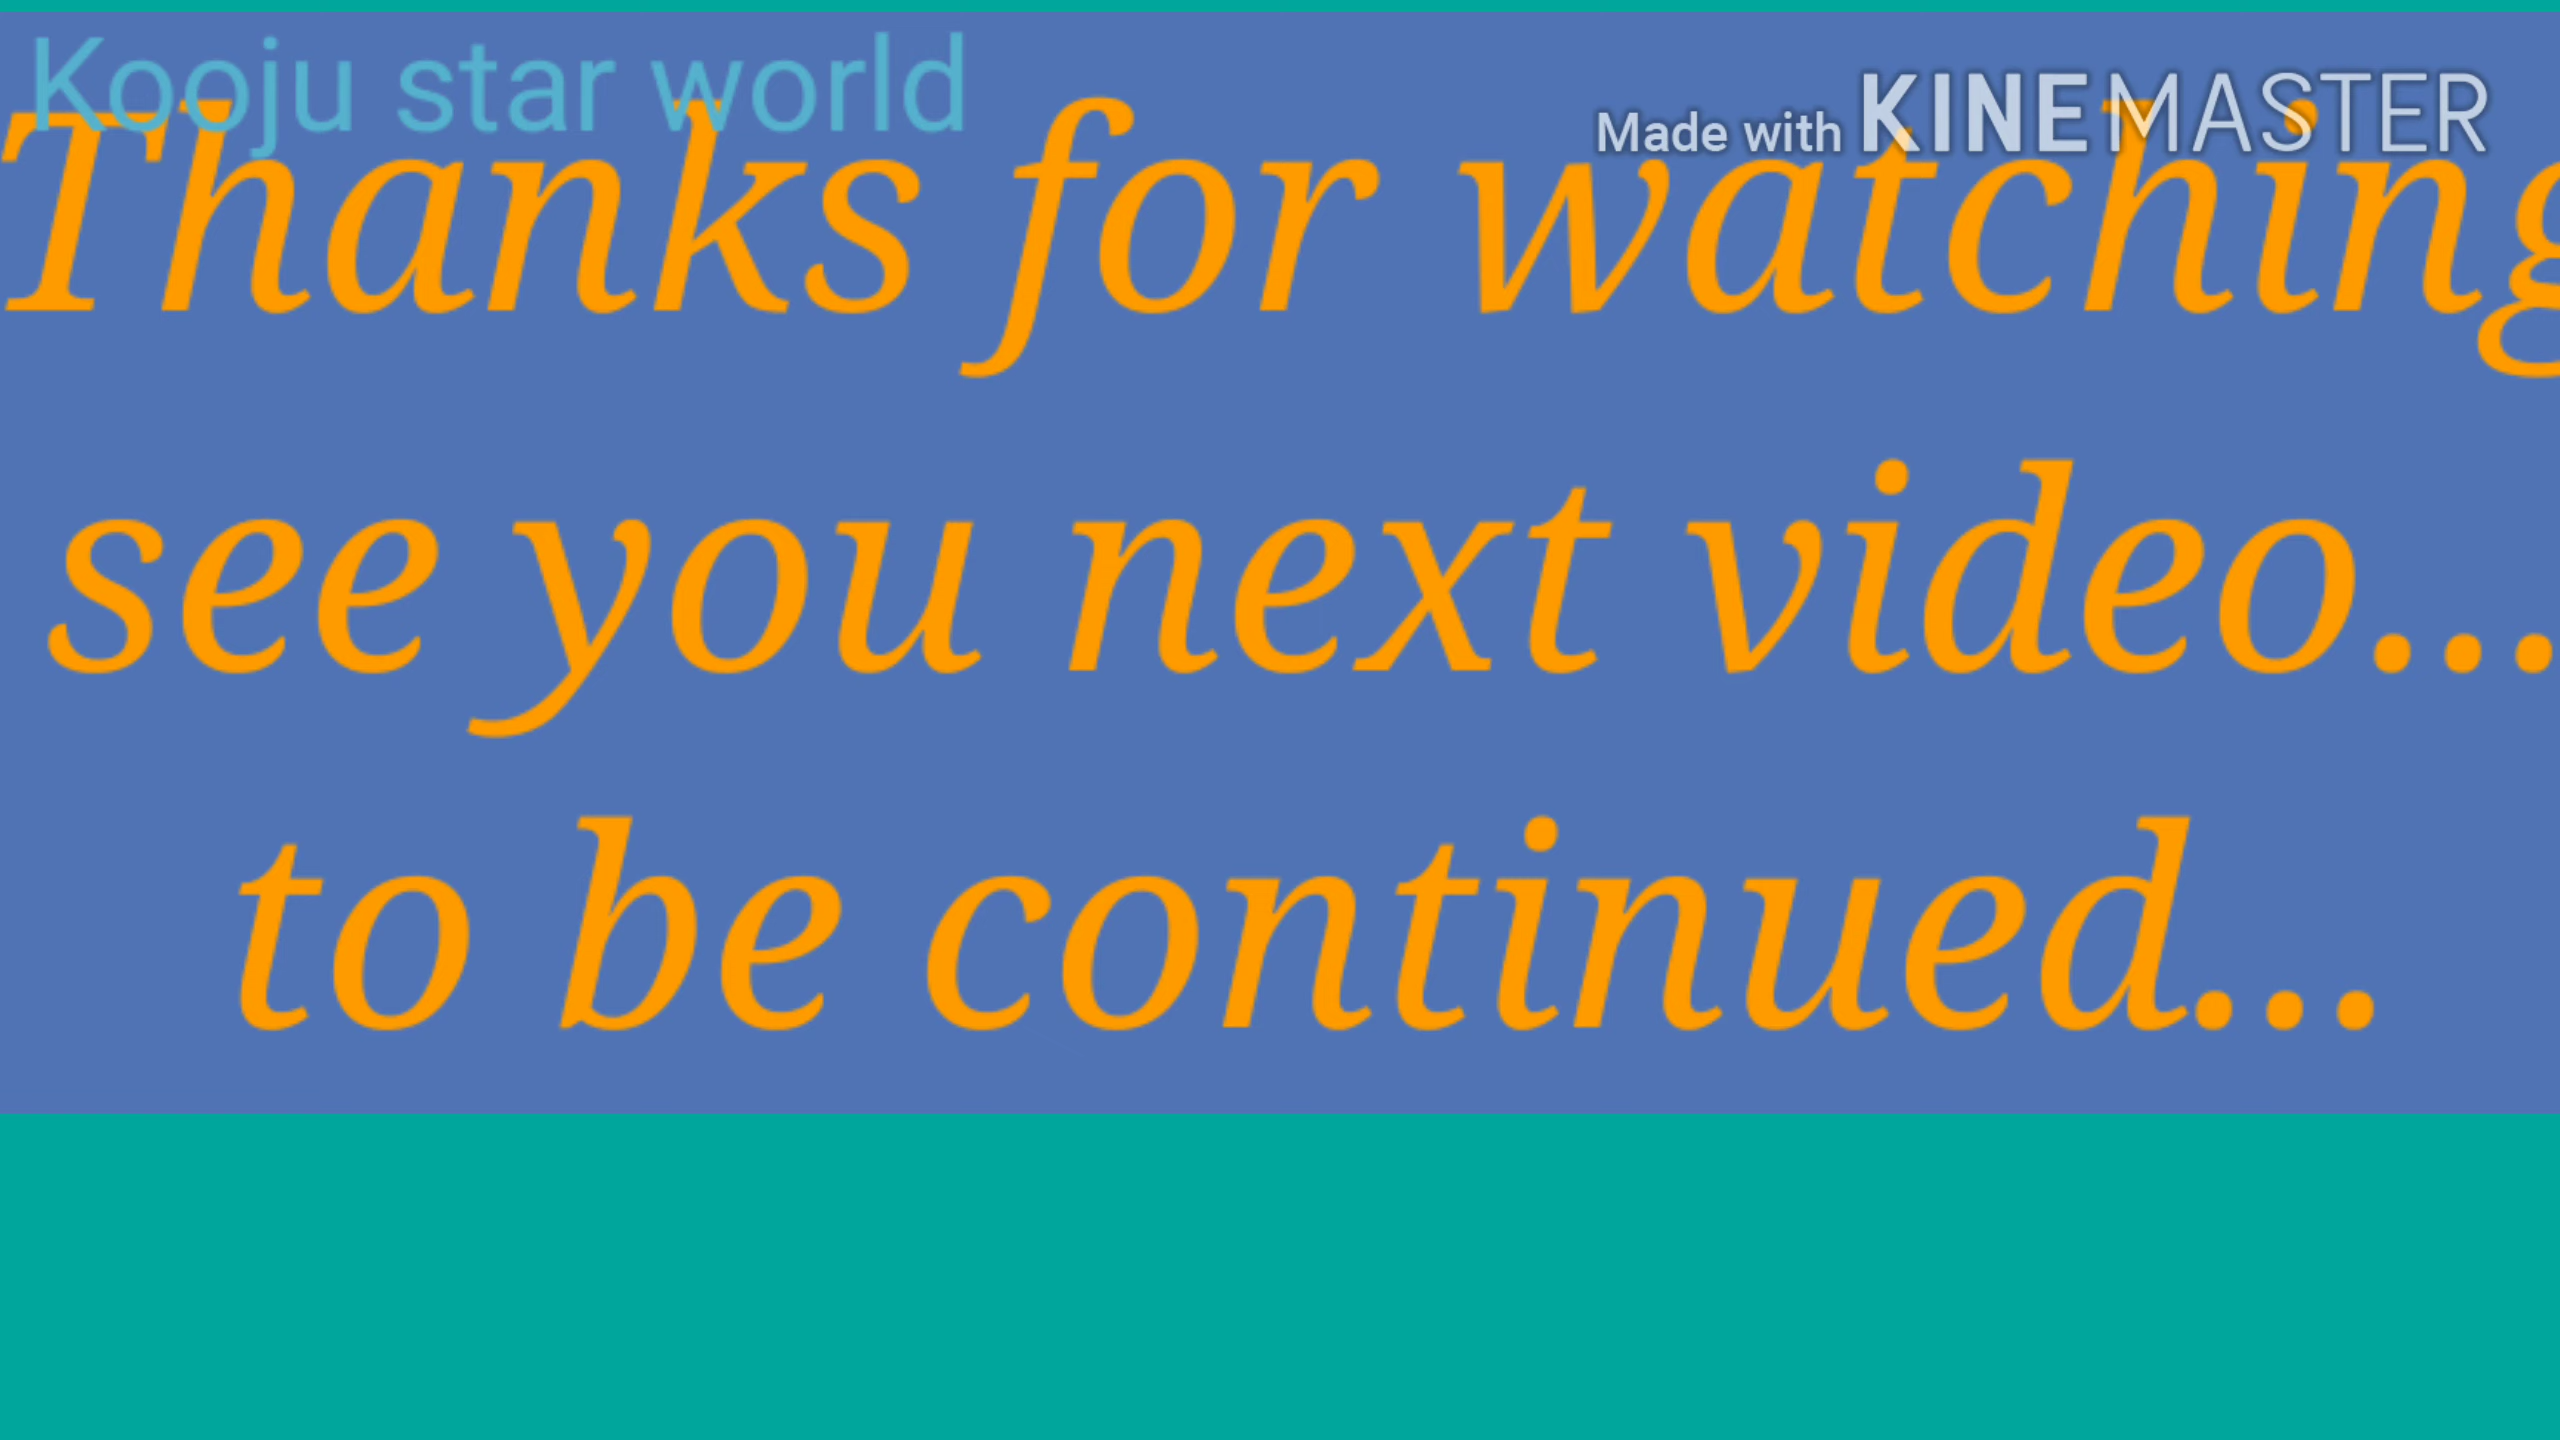 Kooju star world
Made with KINEMASTER
Thanks for watching
see you next video...
to be continued...